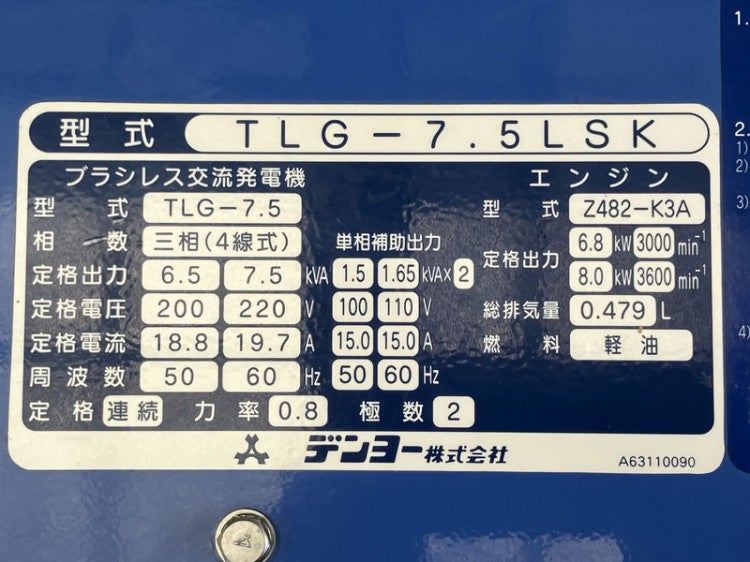 型式 TLG-7.5LSK
ブラシレス交流発電機
型式 TLG-7.5
相数 三相(4線式) 単相補助出力
定格出力 6.5 7.5 kVA 1.5 1.65 kVA×2
定格電圧 200 220 V 100 110 V
定格電流 18.8 19.7 A 15.0 15.0 A
周波数 50 60 Hz 50 60 Hz
定格 連続 力率 0.8 極数 2
エンジン
型式 Z482-K3A
定格出力 6.8 kW 3000 min⁻¹
8.0 kW 3600 min⁻¹
総排気量 0.479 L
燃料 軽油
デンヨー株式会社 A63110090
1.
2.
1)
2)
3)
4)